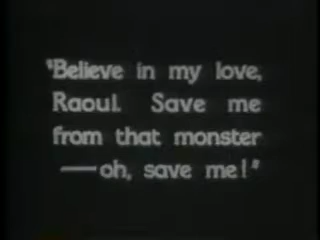 "Believe in my love,
Raoul. Save me
from that monster
—oh, save me!"